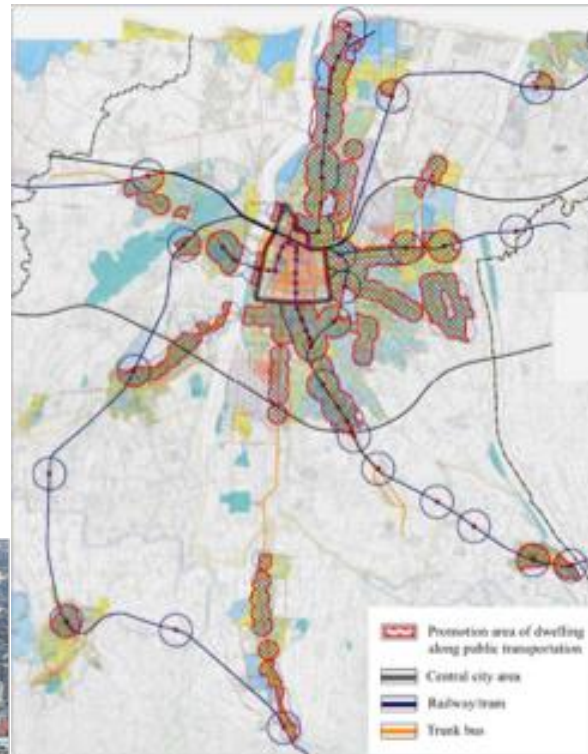 Promotion area of dwelling
along public transportation
Central city area
Railway/tram
Trunk bus